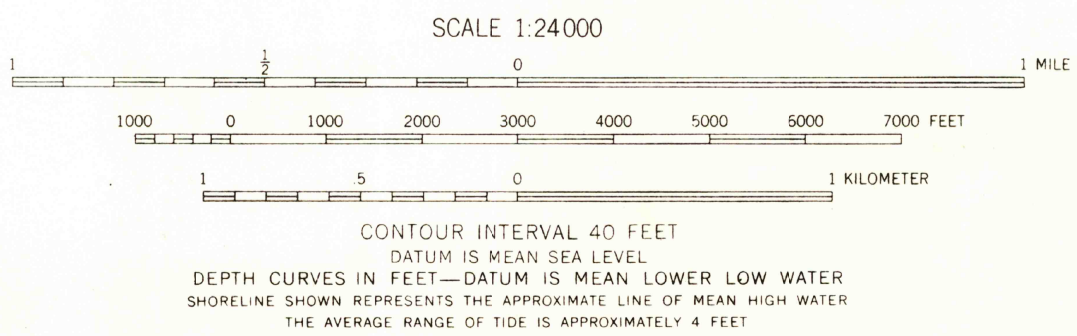 SCALE 1:24000
1 1/2 0 1 MILE
1000 0 1000 2000 3000 4000 5000 6000 7000 FEET
1 .5 0 1 KILOMETER
CONTOUR INTERVAL 40 FEET
DATUM IS MEAN SEA LEVEL
DEPTH CURVES IN FEET—DATUM IS MEAN LOWER LOW WATER
SHORELINE SHOWN REPRESENTS THE APPROXIMATE LINE OF MEAN HIGH WATER
THE AVERAGE RANGE OF TIDE IS APPROXIMATELY 4 FEET